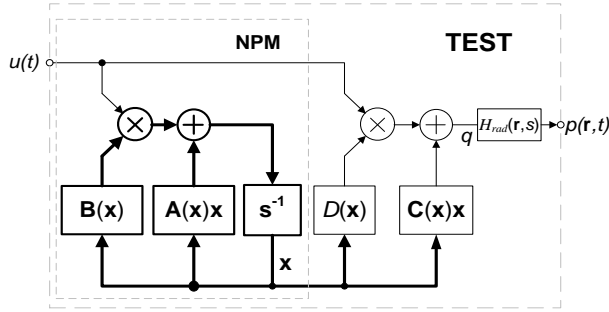 NPM
TEST
u(t)
q
H_rad(r,s)
p(r,t)
B(x)
A(x)x
s⁻¹
D(x)
C(x)x
x